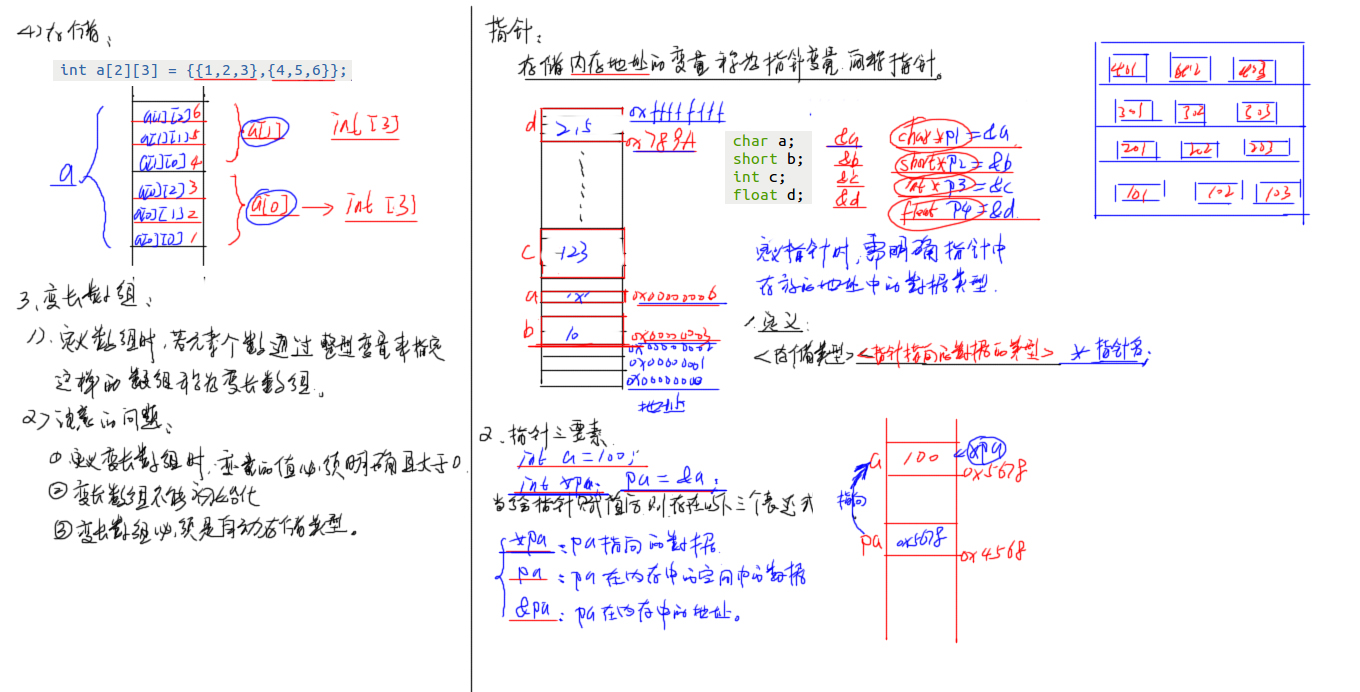 4) 存储:
int a[2][3] = {{1,2,3},{4,5,6}};
a
a[1][2] 6
a[1][1] 5
a[1][0] 4
a[0][2] 3
a[0][1] 2
a[0][0] 1
a[1] int [3]
a[0] → int [3]
3、变长数组:
1). 定义数组时,若元素个数通过整型变量来指定
这样的数组称为变长数组.。
2) 注意的问题:
① 定义变长数组时,变量的值必须明确且大于0.
② 变长数组不能初始化
③ 变长数组必须是自动存储类型。
指针:
存储内存地址的变量称为指针变量.简称指针。
d 2.5
0xffffffff
0x789A
c -123
a 'x' 0x00000006
b 10 0x00000003
0x00000002
0x00000001
0x00000000
地址
char a; &a char *p1 = &a
short b; &b short* p2 = &b
int c; &c int * p3 = &c
float d; &d float p4 = &d
定义指针时,需明确指针中
存放的地址中的数据类型.
1. 定义:
<存储类型> <指针指向的数据的类型> * 指针名;
401 402 403
301 302 303
201 202 203
101 102 103
2、指针三要素
int a = 100;
int *pa; pa = &a;
当给指针赋值后则存在以下三个表达式
*pa : pa指向的数据.
pa : pa在内存中的空间中的数据
&pa : pa在内存中的地址。
a 100 *pa
0x5678
指向
pa 0x5678
0x4568